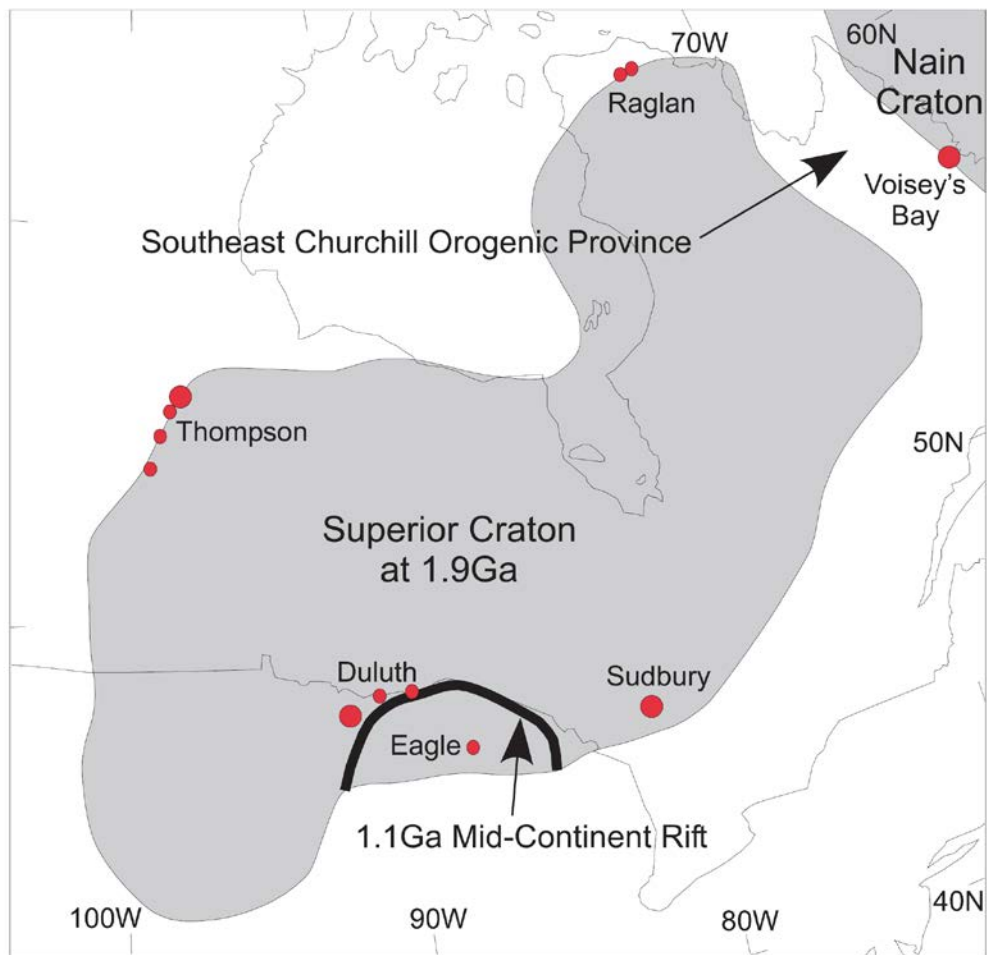 60N
70W
Nain
Craton
Raglan
Voisey's
Bay
Southeast Churchill Orogenic Province
Thompson
50N
Superior Craton
at 1.9Ga
Duluth
Sudbury
Eagle
1.1Ga Mid-Continent Rift
100W
90W
80W
40N